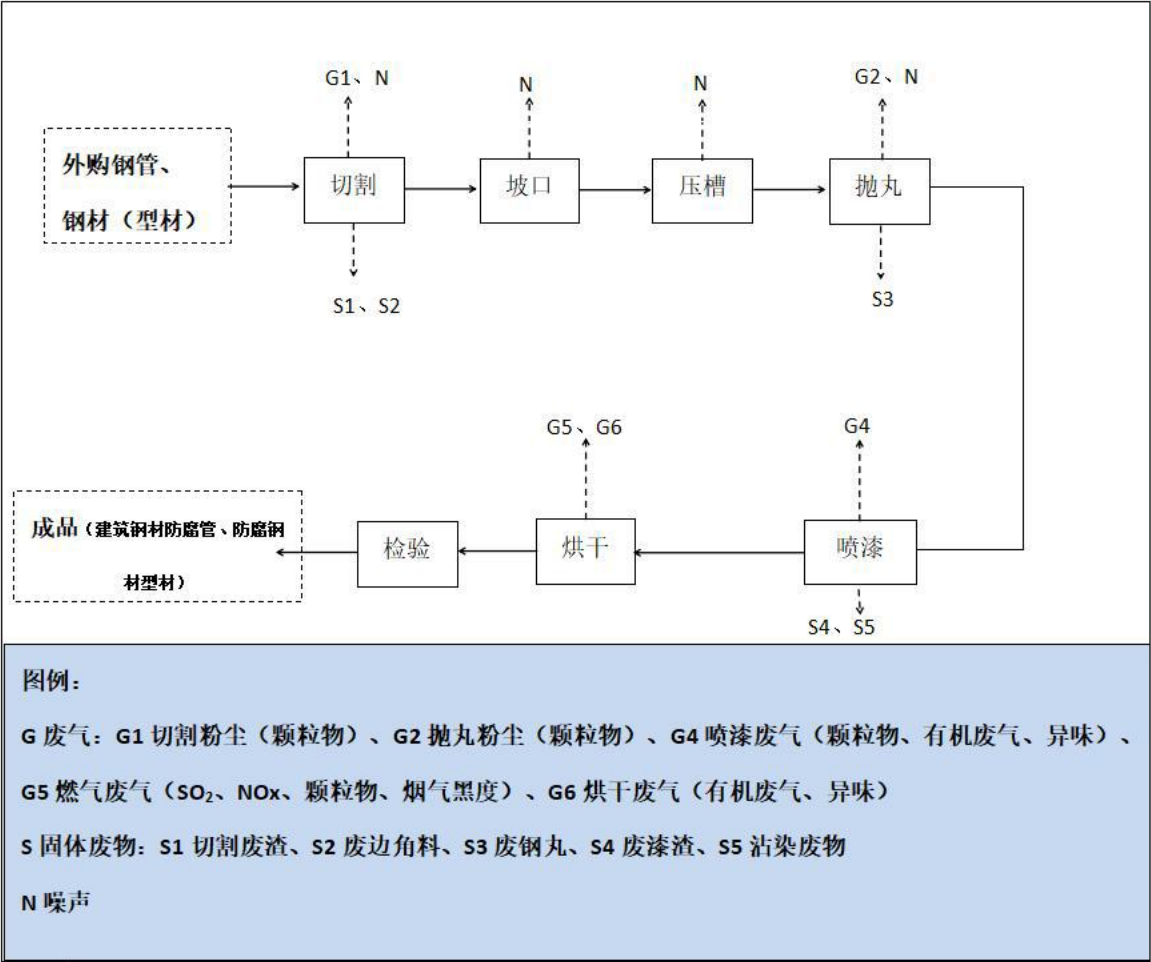 G1、N
N
N
G2、N
外购钢管、
钢材（型材）
切割
坡口
压槽
抛丸
S1、S2
S3
G5、G6
G4
成品（建筑钢材防腐管、防腐钢
材型材）
检验
烘干
喷漆
S4、S5
图例：
G 废气：G1 切割粉尘（颗粒物）、G2 抛丸粉尘（颗粒物）、G4 喷漆废气（颗粒物、有机废气、异味）、
G5 燃气废气（SO₂、NOx、颗粒物、烟气黑度）、G6 烘干废气（有机废气、异味）
S 固体废物：S1 切割废渣、S2 废边角料、S3 废钢丸、S4 废漆渣、S5 沾染废物
N 噪声